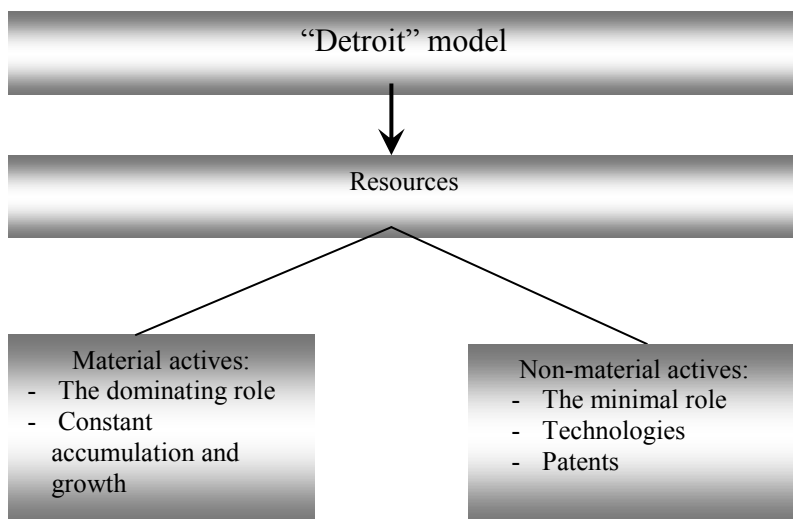 “Detroit” model
Resources
Material actives:
- The dominating role
- Constant
accumulation and
growth
Non-material actives:
- The minimal role
- Technologies
- Patents